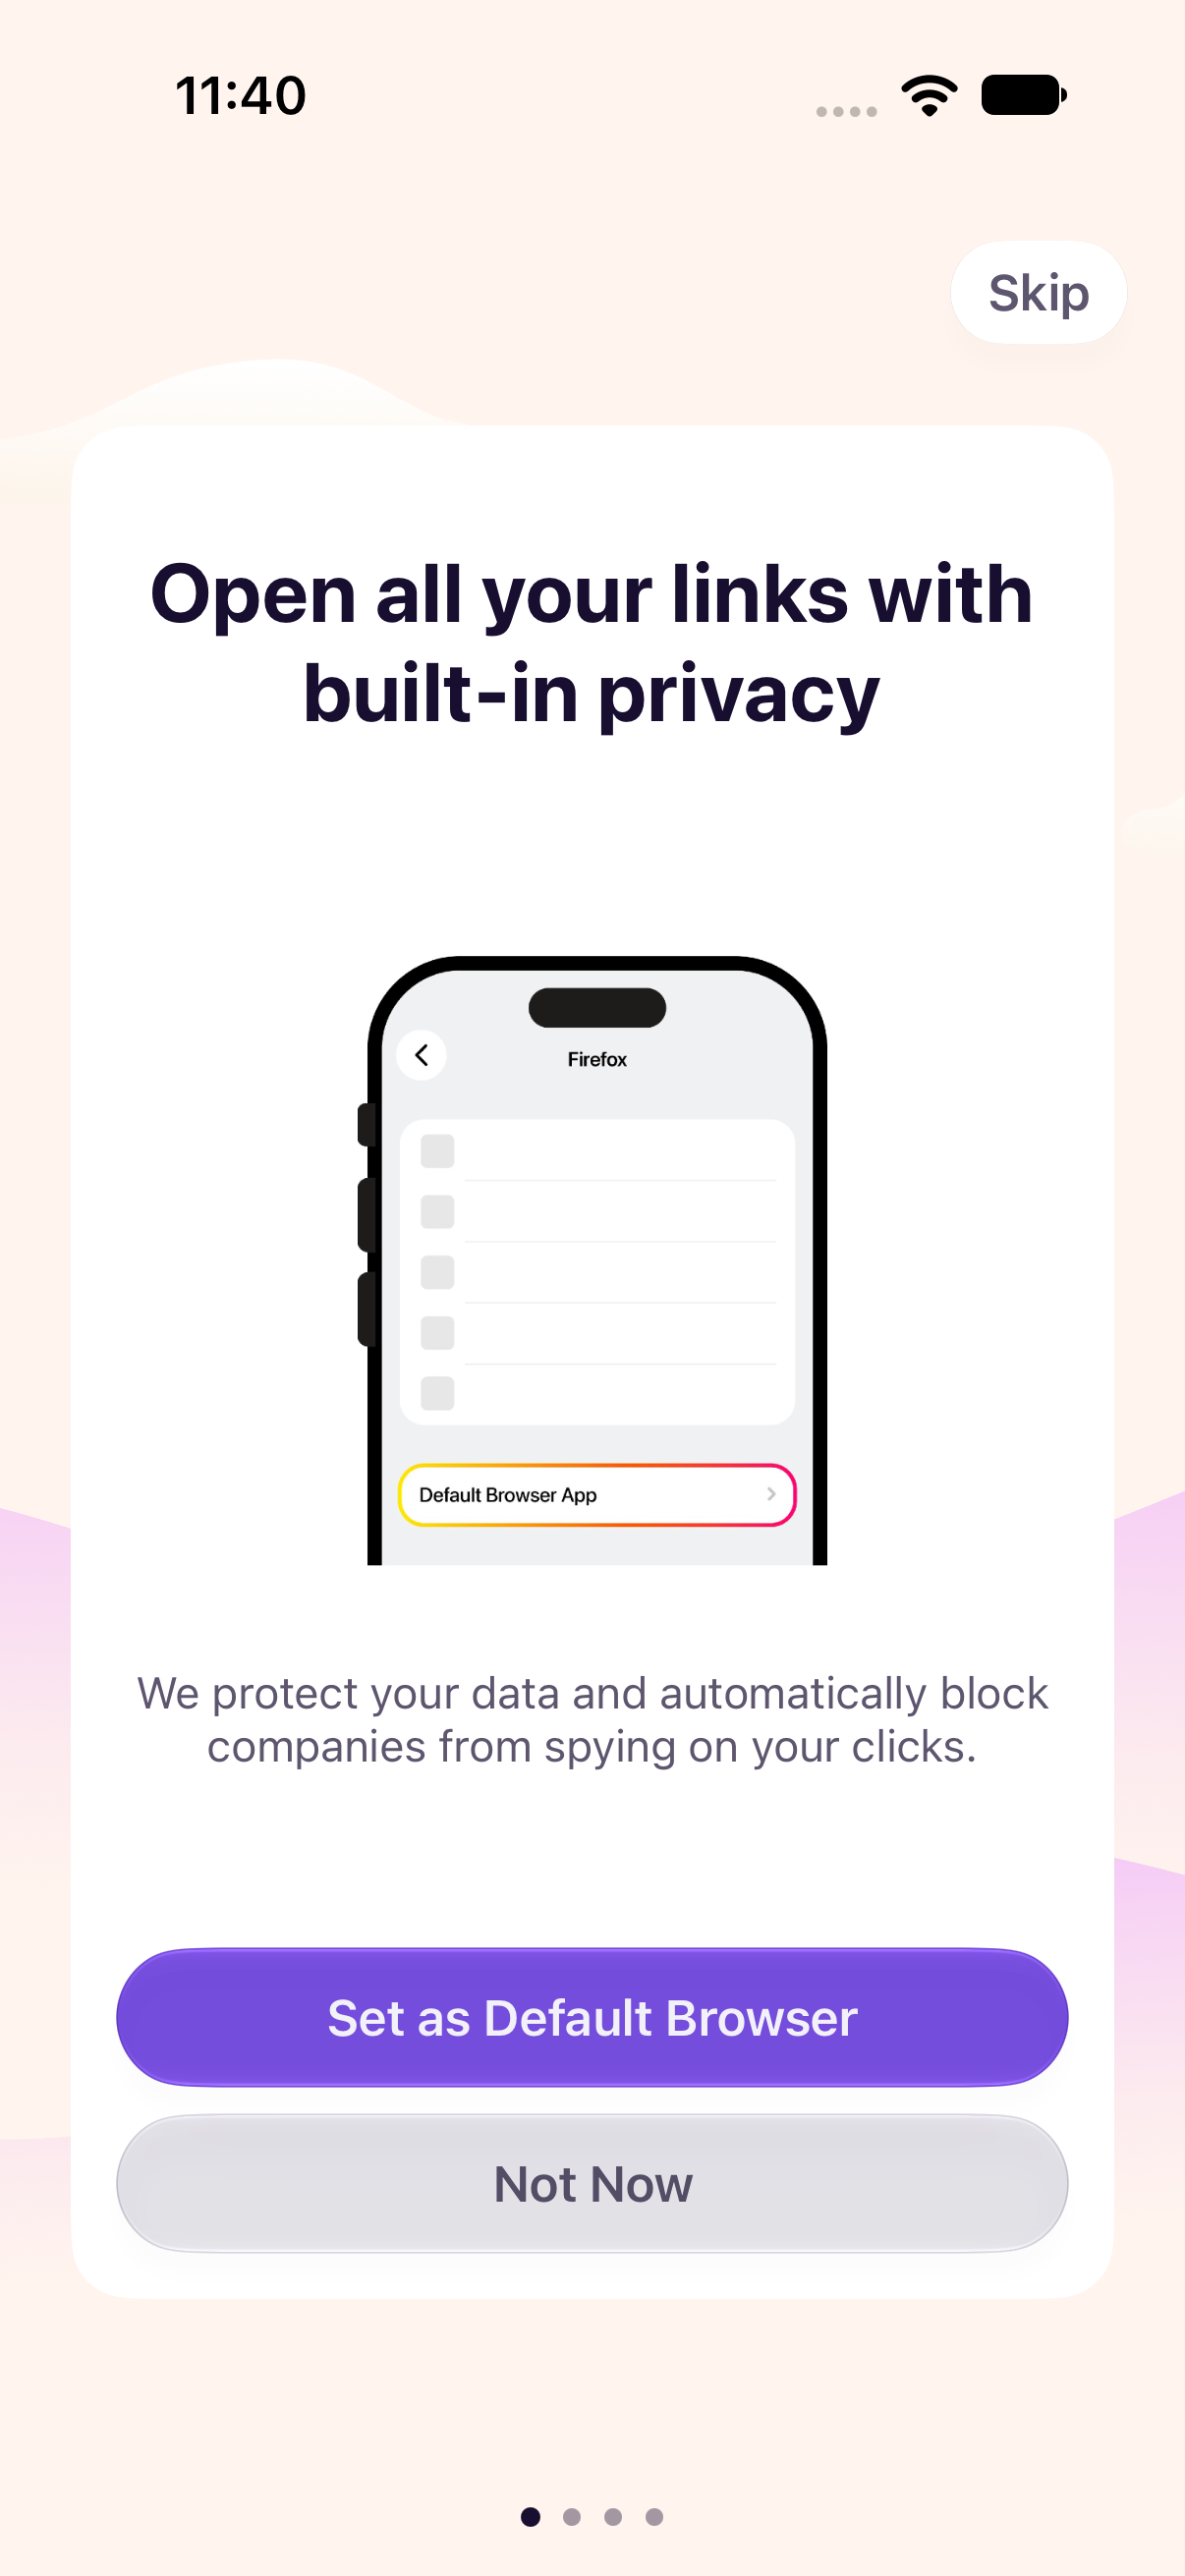 11:40
Skip
Open all your links with
built-in privacy
Firefox
Default Browser App
We protect your data and automatically block
companies from spying on your clicks.
Set as Default Browser
Not Now